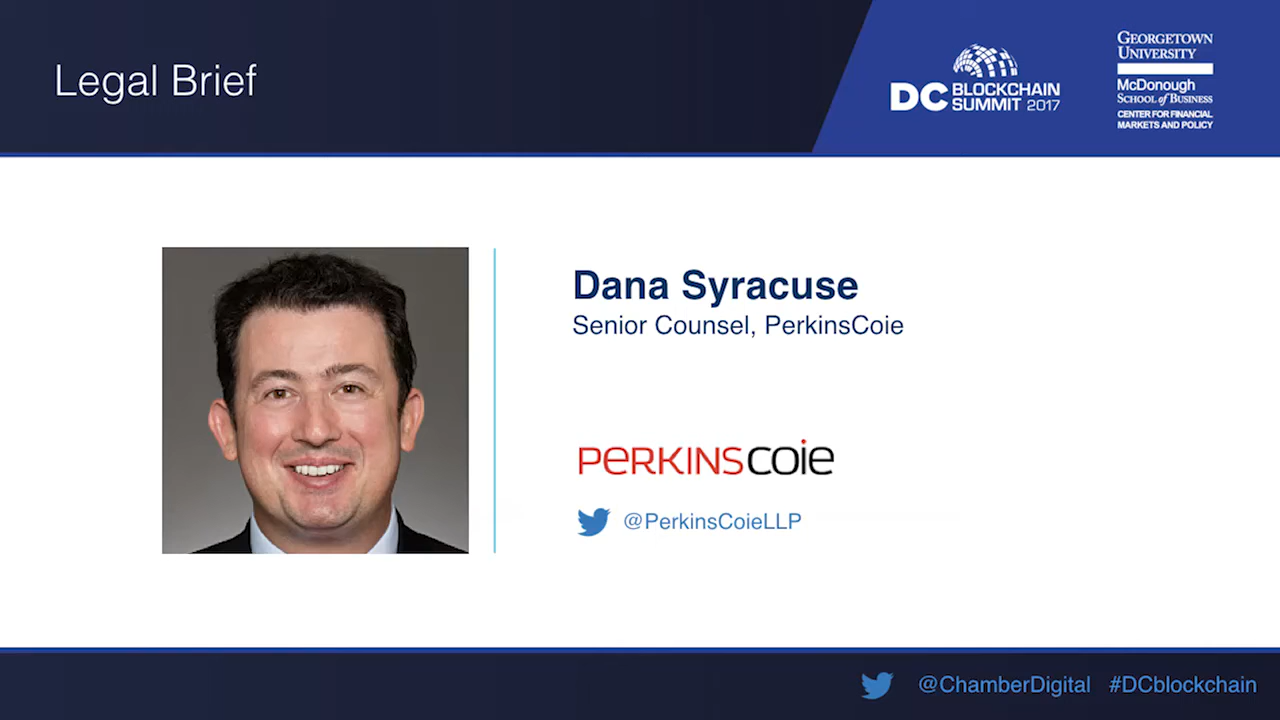 Legal Brief
DC BLOCKCHAIN
SUMMIT 2017
GEORGETOWN
UNIVERSITY
McDonough
SCHOOL of BUSINESS
CENTER FOR FINANCIAL
MARKETS AND POLICY
Dana Syracuse
Senior Counsel, PerkinsCoie
PERKINSCOIE
@PerkinsCoieLLP
@ChamberDigital #DCblockchain